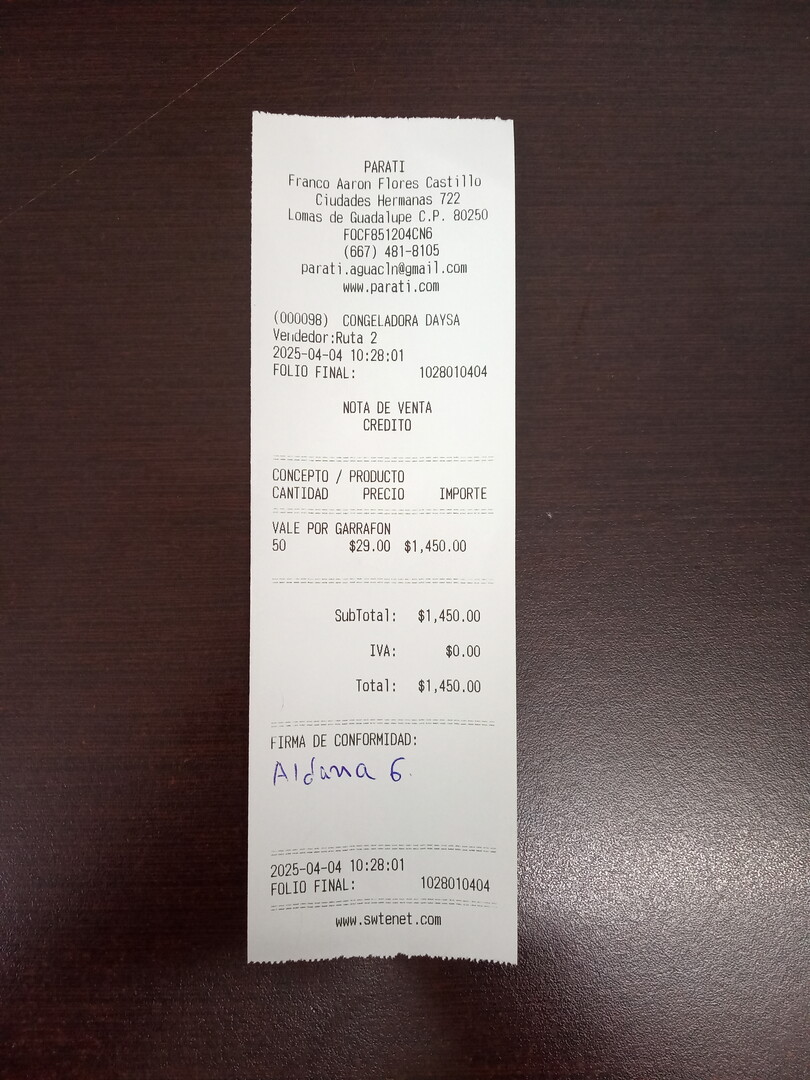 PARATI
Franco Aaron Flores Castillo
Ciudades Hermanas 722
Lomas de Guadalupe C.P. 80250
FOCF851204CN6
(667) 481-8105
parati.aguacln@gmail.com
www.parati.com
(000098) CONGELADORA DAYSA
Vendedor:Ruta 2
2025-04-04 10:28:01
FOLIO FINAL: 1028010404
NOTA DE VENTA
CREDITO
CONCEPTO / PRODUCTO
CANTIDAD PRECIO IMPORTE
VALE POR GARRAFON
50 $29.00 $1,450.00
SubTotal: $1,450.00
IVA: $0.00
Total: $1,450.00
FIRMA DE CONFORMIDAD:
Aldana G.
2025-04-04 10:28:01
FOLIO FINAL: 1028010404
www.swtenet.com